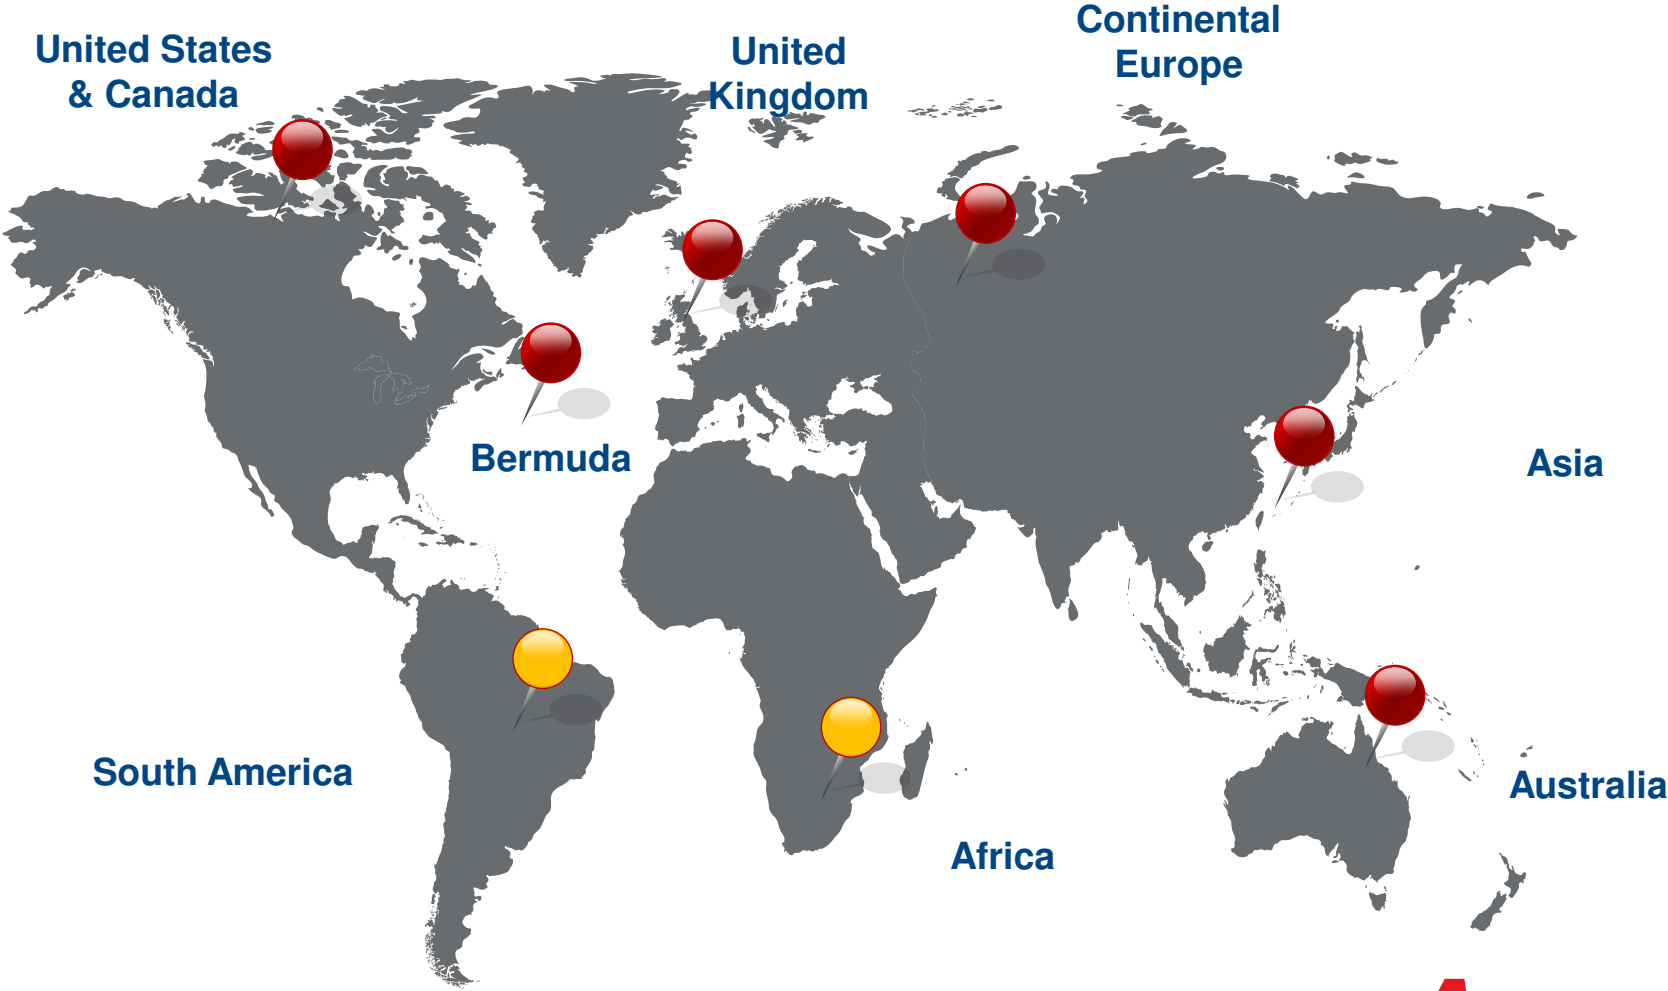 United States
& Canada
United
Kingdom
Continental
Europe
Bermuda
Asia
South America
Australia
Africa